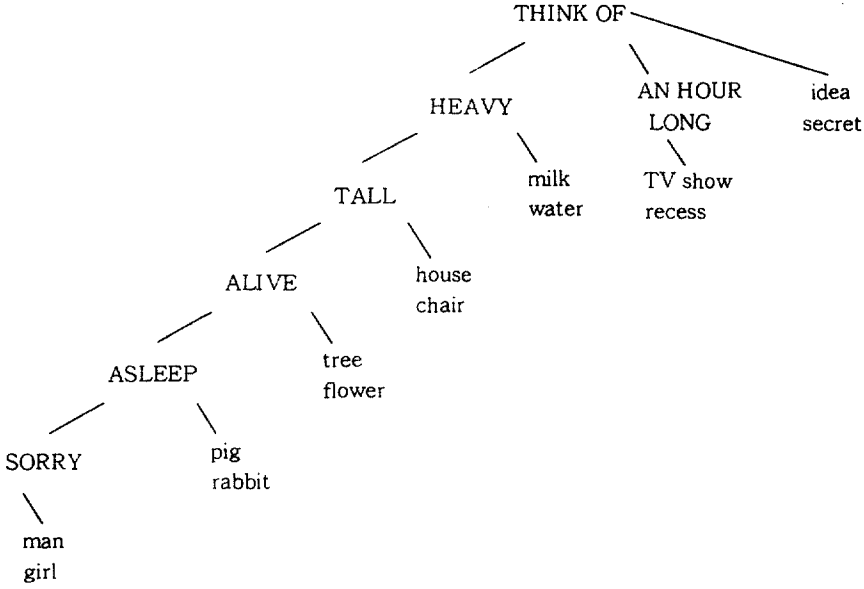 THINK OF
HEAVY
AN HOUR
LONG
idea
secret
TALL
milk
water
TV show
recess
ALIVE
house
chair
ASLEEP
tree
flower
SORRY
pig
rabbit
man
girl